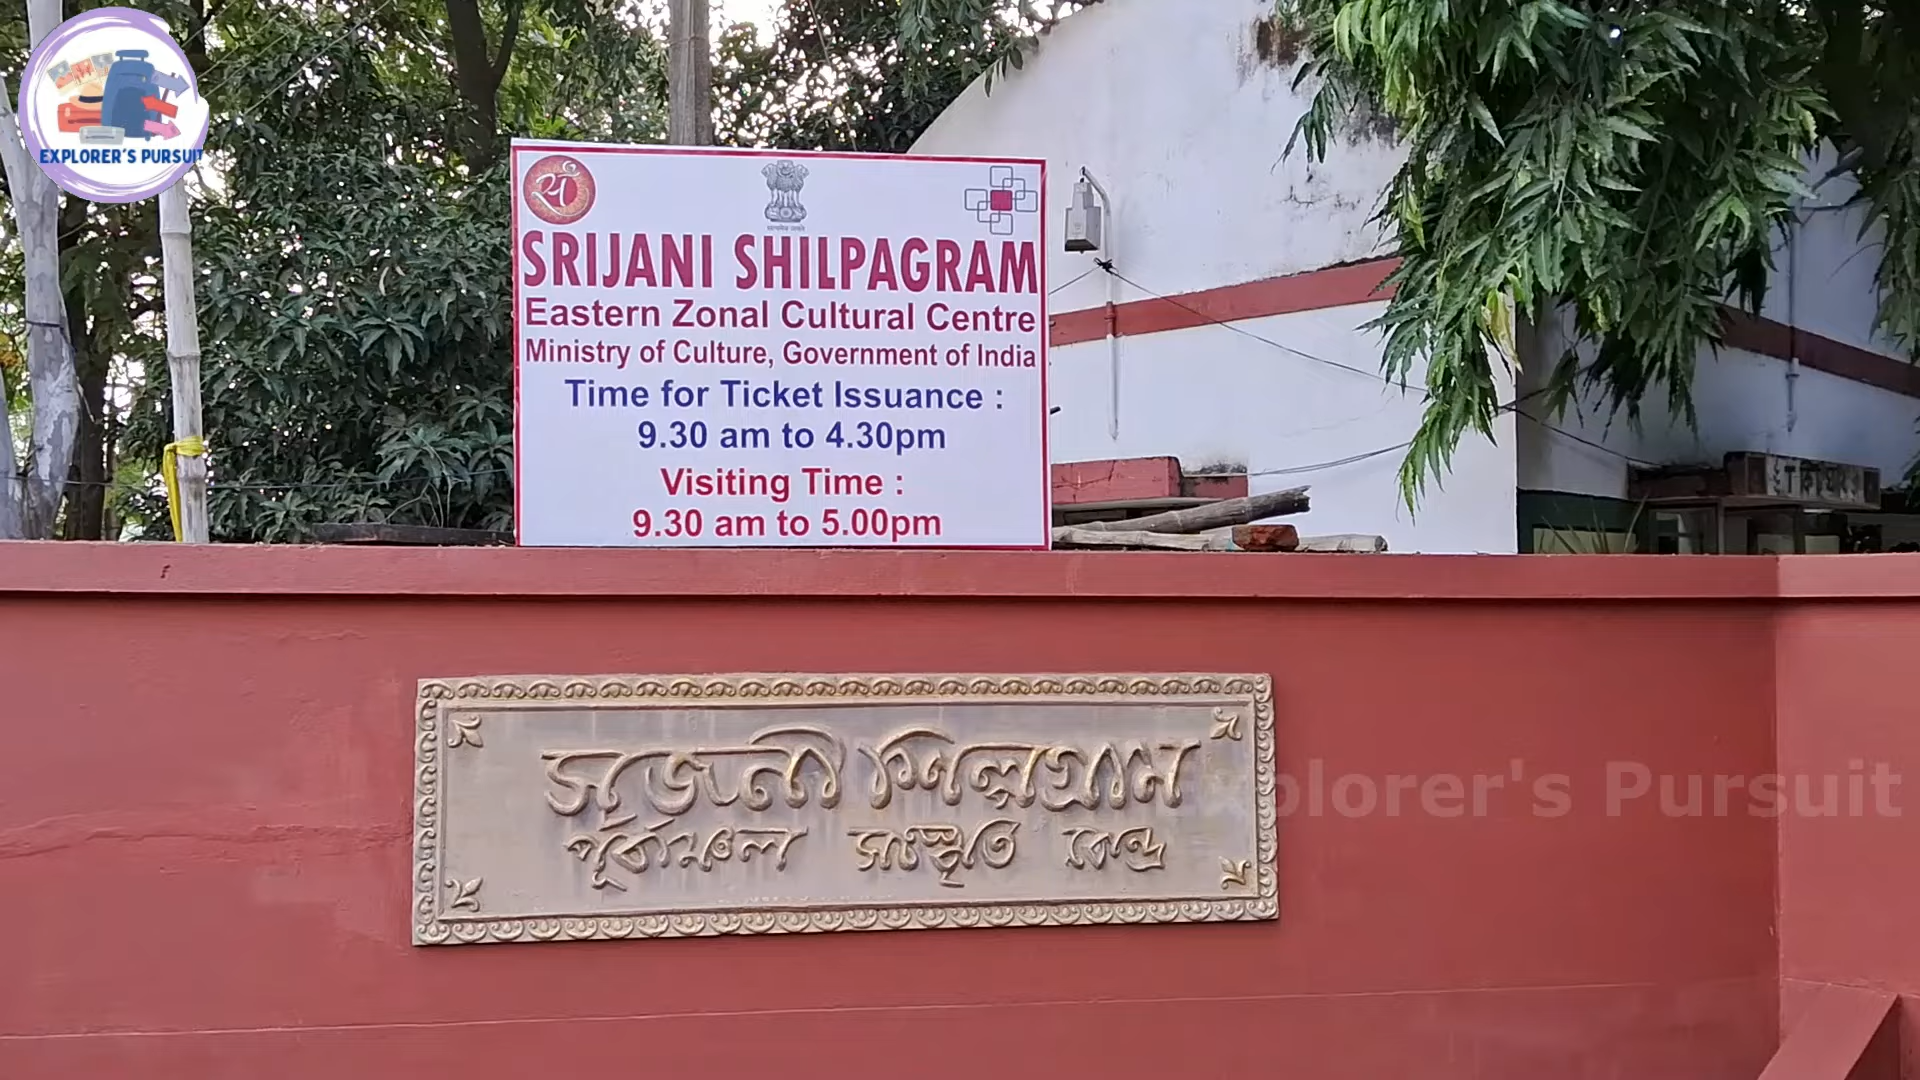 EXPLORER'S PURSUIT
SRIJANI SHILPAGRAM
Eastern Zonal Cultural Centre
Ministry of Culture, Government of India
Time for Ticket Issuance :
9.30 am to 4.30pm
Visiting Time :
9.30 am to 5.00pm
সৃজনী শিল্পগ্রাম
Explorer's Pursuit
পূর্বাঞ্চল সংস্কৃতি কেন্দ্র